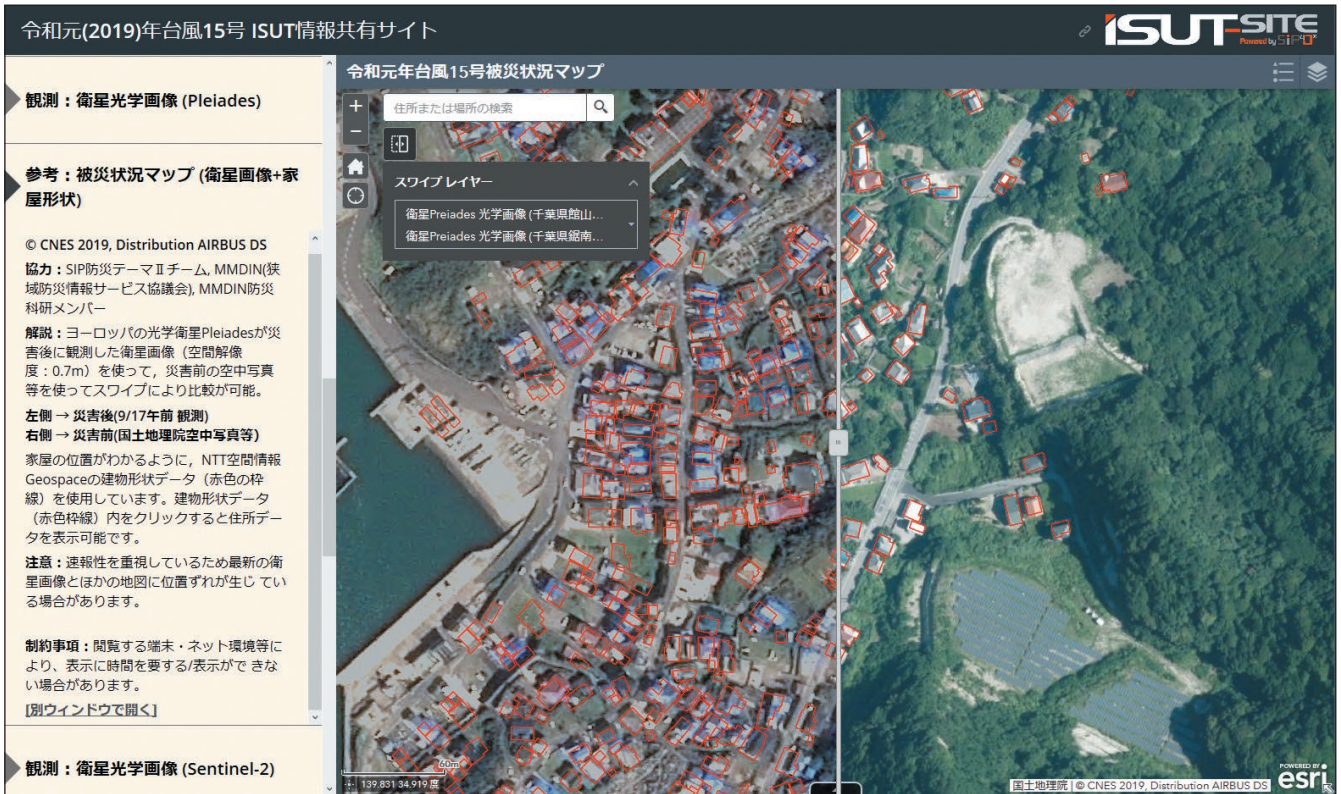 令和元(2019)年台風15号 ISUT情報共有サイト
ISUT-SITE
Powered by SIP4D
観測：衛星光学画像 (Pleiades)
参考：被災状況マップ (衛星画像+家
屋形状)
© CNES 2019, Distribution AIRBUS DS
協力：SIP防災テーマⅡチーム, MMDIN(狭
域防災情報サービス協議会), MMDIN防災
科研メンバー
解説：ヨーロッパの光学衛星Pleiadesが災
害後に観測した衛星画像（空間解像
度：0.7m）を使って，災害前の空中写真
等を使ってスワイプにより比較が可能。
左側 → 災害後(9/17午前 観測)
右側 → 災害前(国土地理院空中写真等)
家屋の位置がわかるように，NTT空間情報
Geospaceの建物形状データ（赤色の枠
線）を使用しています。建物形状データ
（赤色枠線）内をクリックすると住所デー
タを表示可能です。
注意：速報性を重視しているため最新の衛
星画像とほかの地図に位置ずれが生じ てい
る場合があります。
制約事項：閲覧する端末・ネット環境等に
より、表示に時間を要する/表示がで きな
い場合があります。
[別ウィンドウで開く]
観測：衛星光学画像 (Sentinel-2)
令和元年台風15号被災状況マップ
+
住所または場所の検索
−
スワイプ レイヤー
衛星Preiades 光学画像 (千葉県館山...
衛星Preiades 光学画像 (千葉県鋸南...
60m
139.831 34.919 度
国土地理院 | © CNES 2019, Distribution AIRBUS DS
POWERED BY
esri